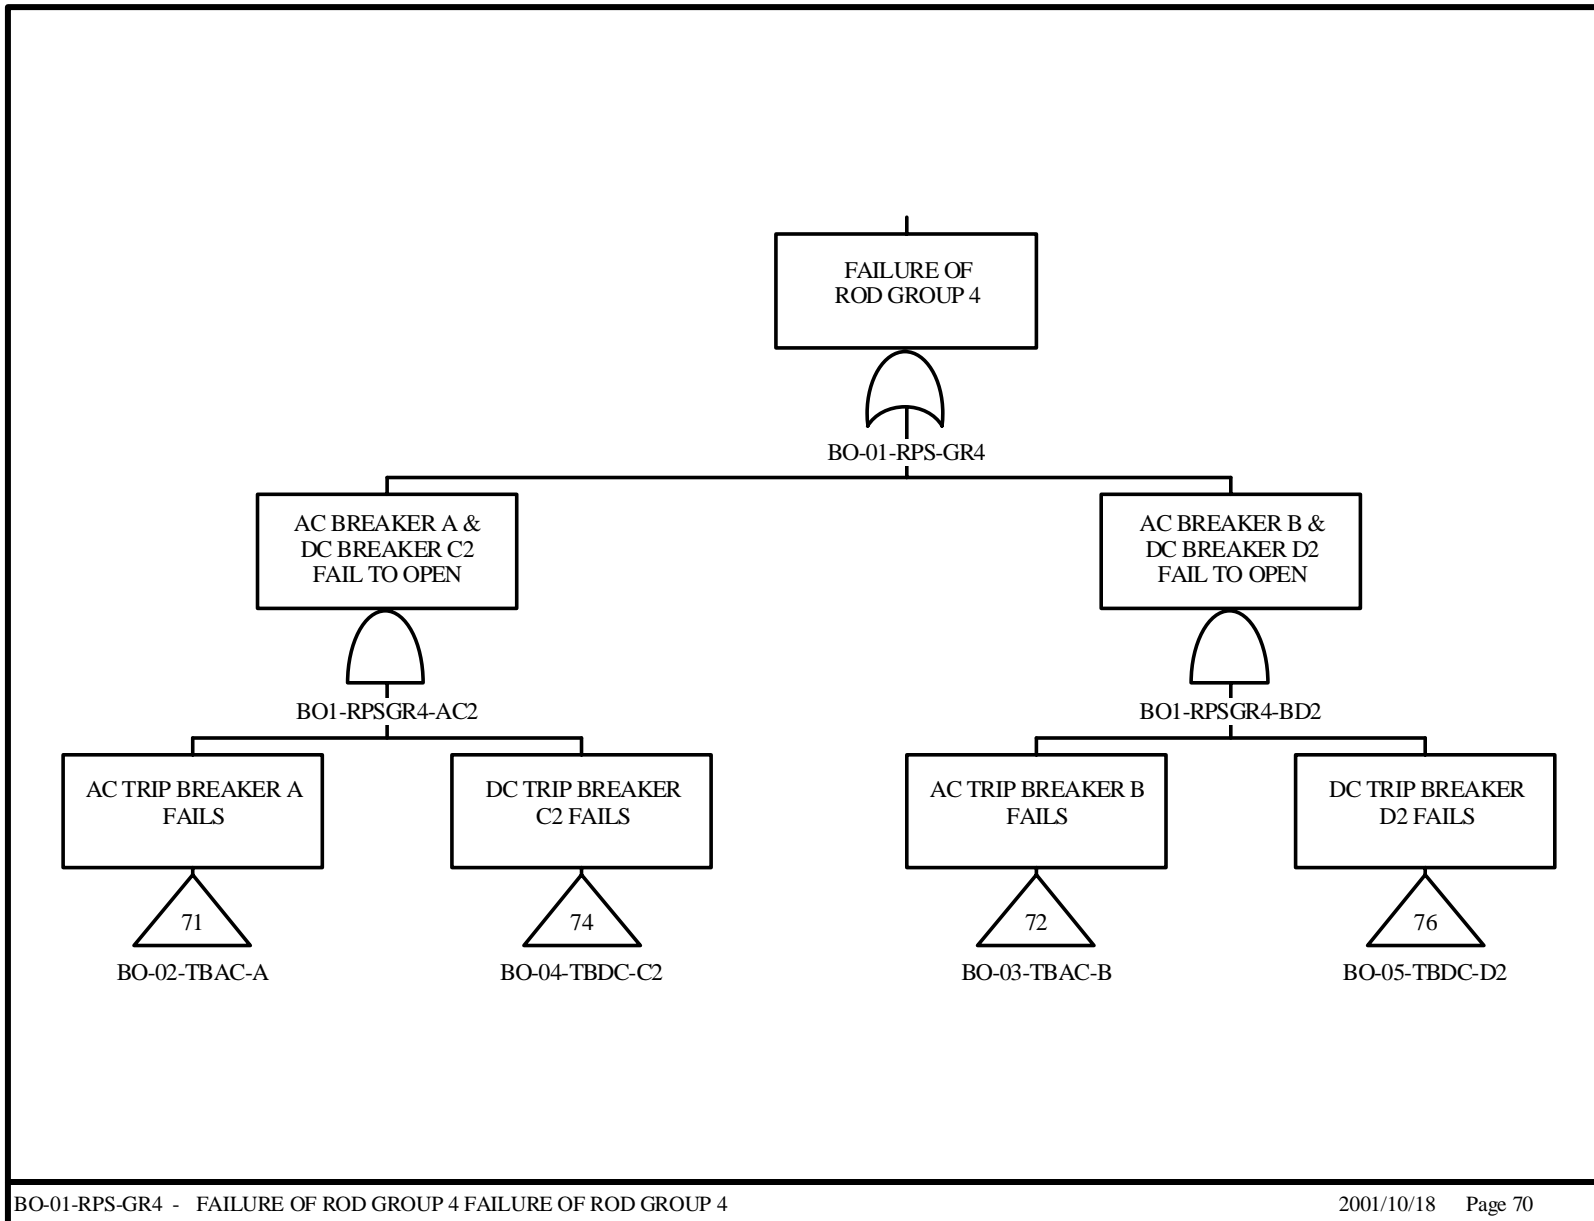 FAILURE OF
ROD GROUP 4
BO-01-RPS-GR4
AC BREAKER A &
DC BREAKER C2
FAIL TO OPEN
BO1-RPSGR4-AC2
AC BREAKER B &
DC BREAKER D2
FAIL TO OPEN
BO1-RPSGR4-BD2
AC TRIP BREAKER A
FAILS
71
BO-02-TBAC-A
DC TRIP BREAKER
C2 FAILS
74
BO-04-TBDC-C2
AC TRIP BREAKER B
FAILS
72
BO-03-TBAC-B
DC TRIP BREAKER
D2 FAILS
76
BO-05-TBDC-D2
BO-01-RPS-GR4 - FAILURE OF ROD GROUP 4 FAILURE OF ROD GROUP 4
2001/10/18 Page 70